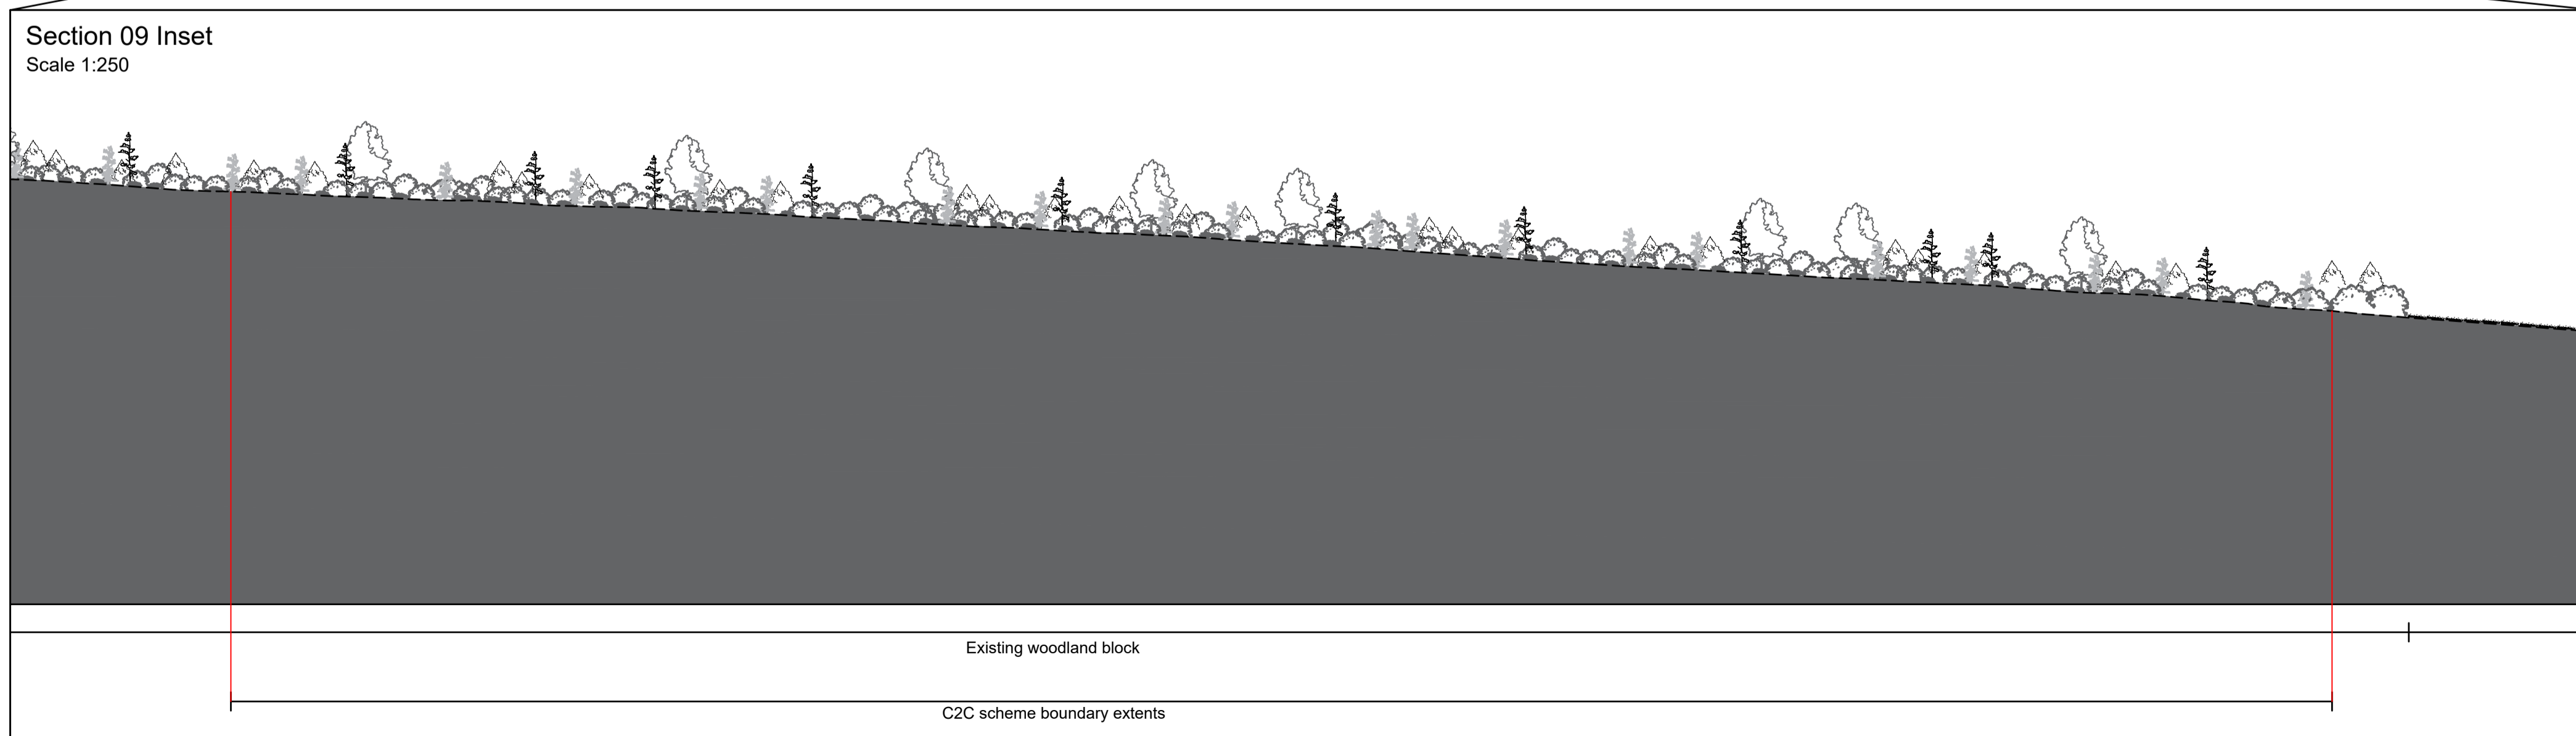 Section 09 Inset
Scale 1:250
Existing woodland block
C2C scheme boundary extents